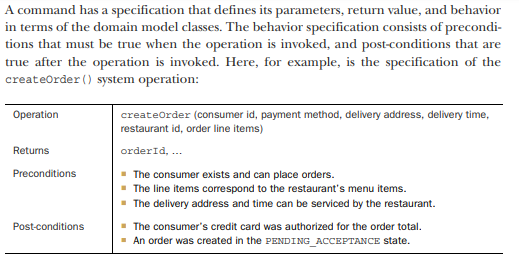 A command has a specification that defines its parameters, return value, and behavior
in terms of the domain model classes. The behavior specification consists of precondi-
tions that must be true when the operation is invoked, and post-conditions that are
true after the operation is invoked. Here, for example, is the specification of the
createOrder() system operation:
Operation createOrder (consumer id, payment method, delivery address, delivery time,
restaurant id, order line items)
Returns orderId, ...
Preconditions ■ The consumer exists and can place orders.
■ The line items correspond to the restaurant's menu items.
■ The delivery address and time can be serviced by the restaurant.
Post-conditions ■ The consumer's credit card was authorized for the order total.
■ An order was created in the PENDING_ACCEPTANCE state.